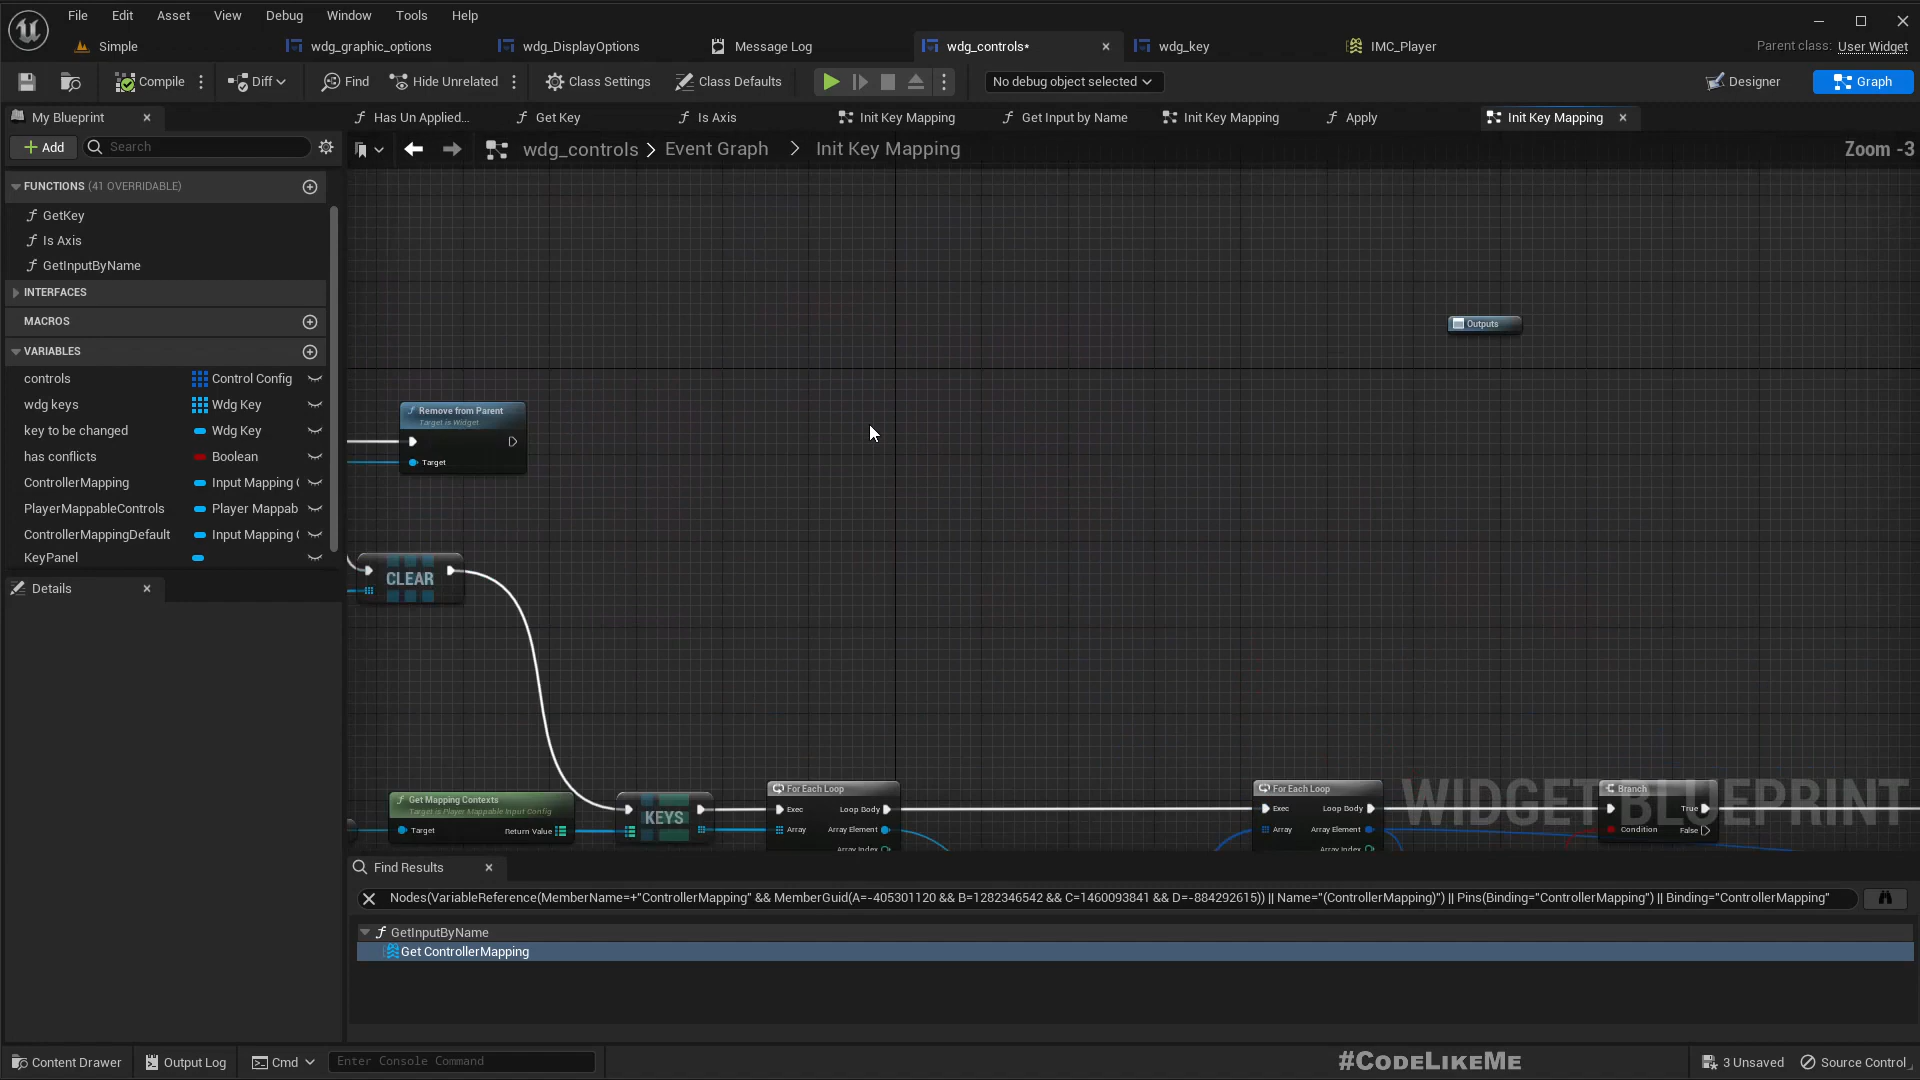 File Edit Asset View Debug Window Tools Help
Simple wdg_graphic_options wdg_DisplayOptions Message Log wdg_controls* wdg_key IMC_Player Parent class: User Widget
Compile Diff Find Hide Unrelated Class Settings Class Defaults No debug object selected Designer Graph
My Blueprint Has Un Applied... Get Key Is Axis Init Key Mapping Get Input by Name Init Key Mapping Apply Init Key Mapping
Add Search wdg_controls > Event Graph > Init Key Mapping Zoom -3
FUNCTIONS (41 OVERRIDABLE)
GetKey
Is Axis
GetInputByName
INTERFACES
MACROS
VARIABLES
controls Control Config
wdg keys Wdg Key
key to be changed Wdg Key
has conflicts Boolean
ControllerMapping Input Mapping (
PlayerMappableControls Player Mappab
ControllerMappingDefault Input Mapping (
KeyPanel
Details
Outputs
Remove from Parent
Target is Widget
Target
CLEAR
Get Mapping Contexts
Target is Player Mappable Input Config
Target Return Value
KEYS
For Each Loop
Exec Loop Body
Array Array Element
Array Index
For Each Loop
Exec Loop Body
Array Array Element
Array Index
WIDGET BLUEPRINT
Branch
True
Condition False
Find Results
Nodes(VariableReference(MemberName=+"ControllerMapping" && MemberGuid(A=-405301120 && B=1282346542 && C=1460093841 && D=-884292615)) || Name="(ControllerMapping)") || Pins(Binding="ControllerMapping") || Binding="ControllerMapping"
GetInputByName
Get ControllerMapping
Content Drawer Output Log Cmd Enter Console Command #CodeLikeMe 3 Unsaved Source Control